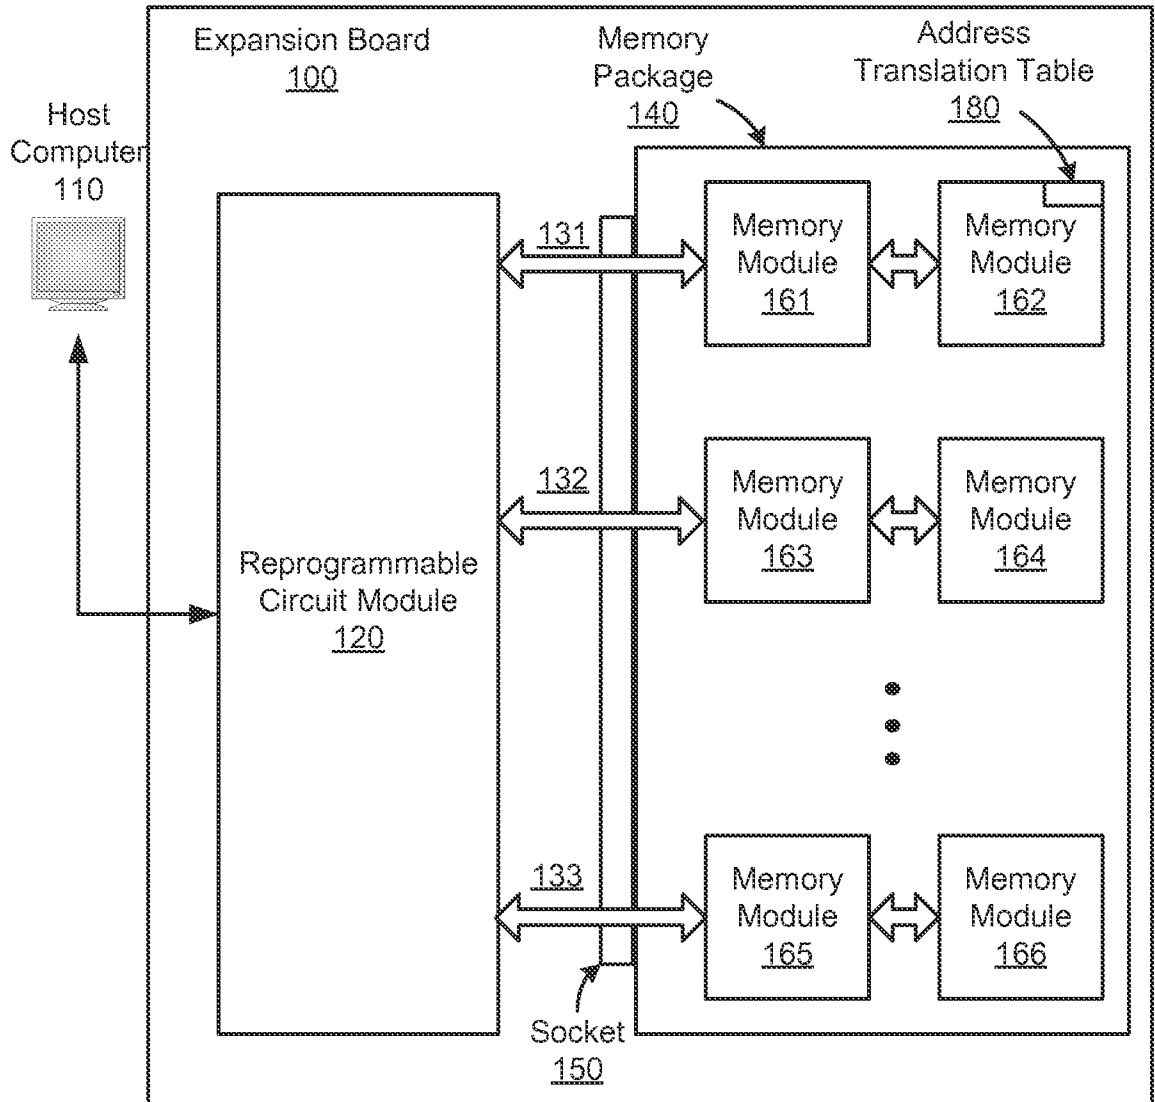 Expansion Board
100
Memory
Package
140
Address
Translation Table
180
Host
Computer
110
Reprogrammable
Circuit Module
120
131
Memory
Module
161
Memory
Module
162
132
Memory
Module
163
Memory
Module
164
133
Memory
Module
165
Memory
Module
166
Socket
150